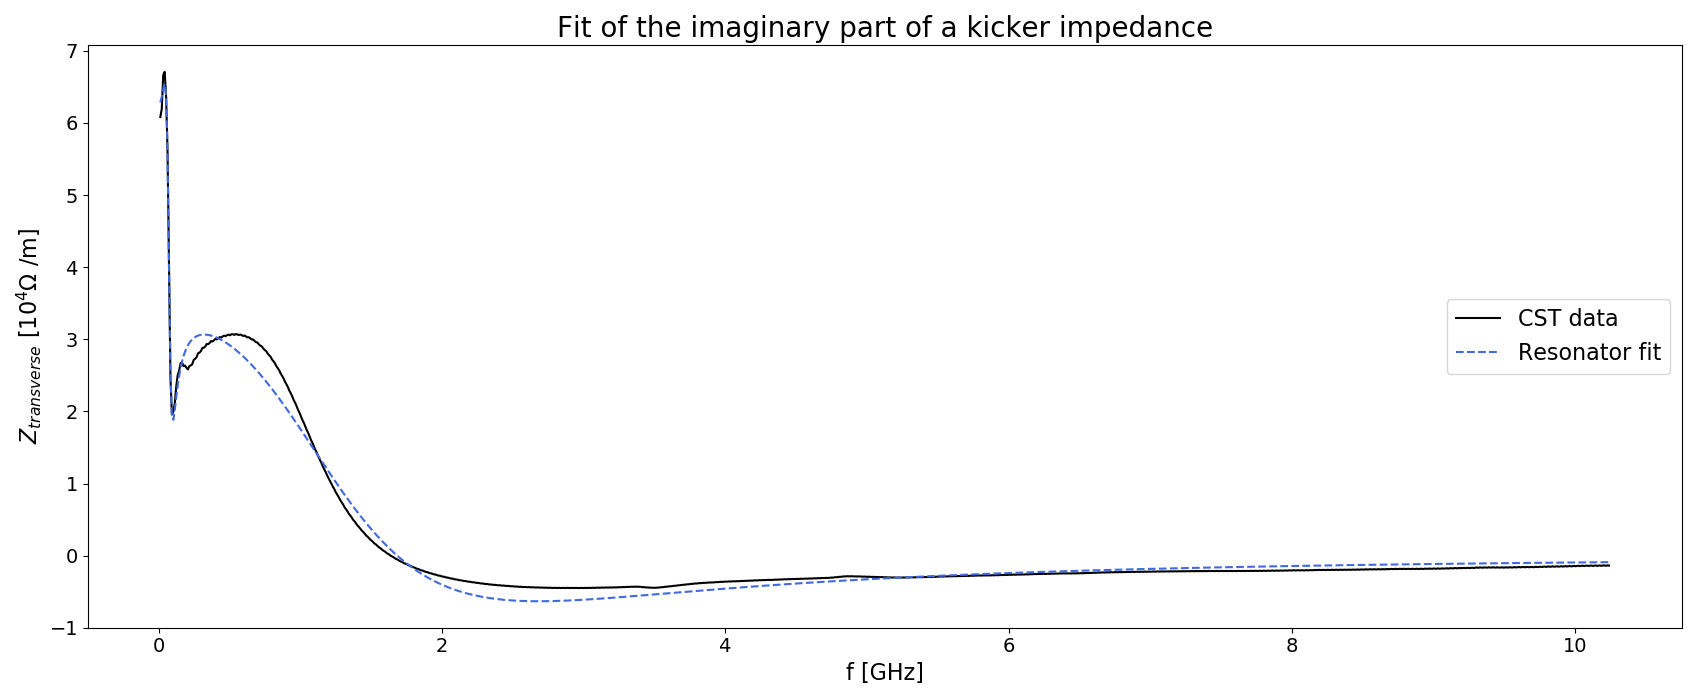 Fit of the imaginary part of a kicker impedance
7
6
5
4
3
2
1
0
−1
Z_transverse [10⁴Ω /m]
CST data
Resonator fit
0 2 4 6 8 10
f [GHz]